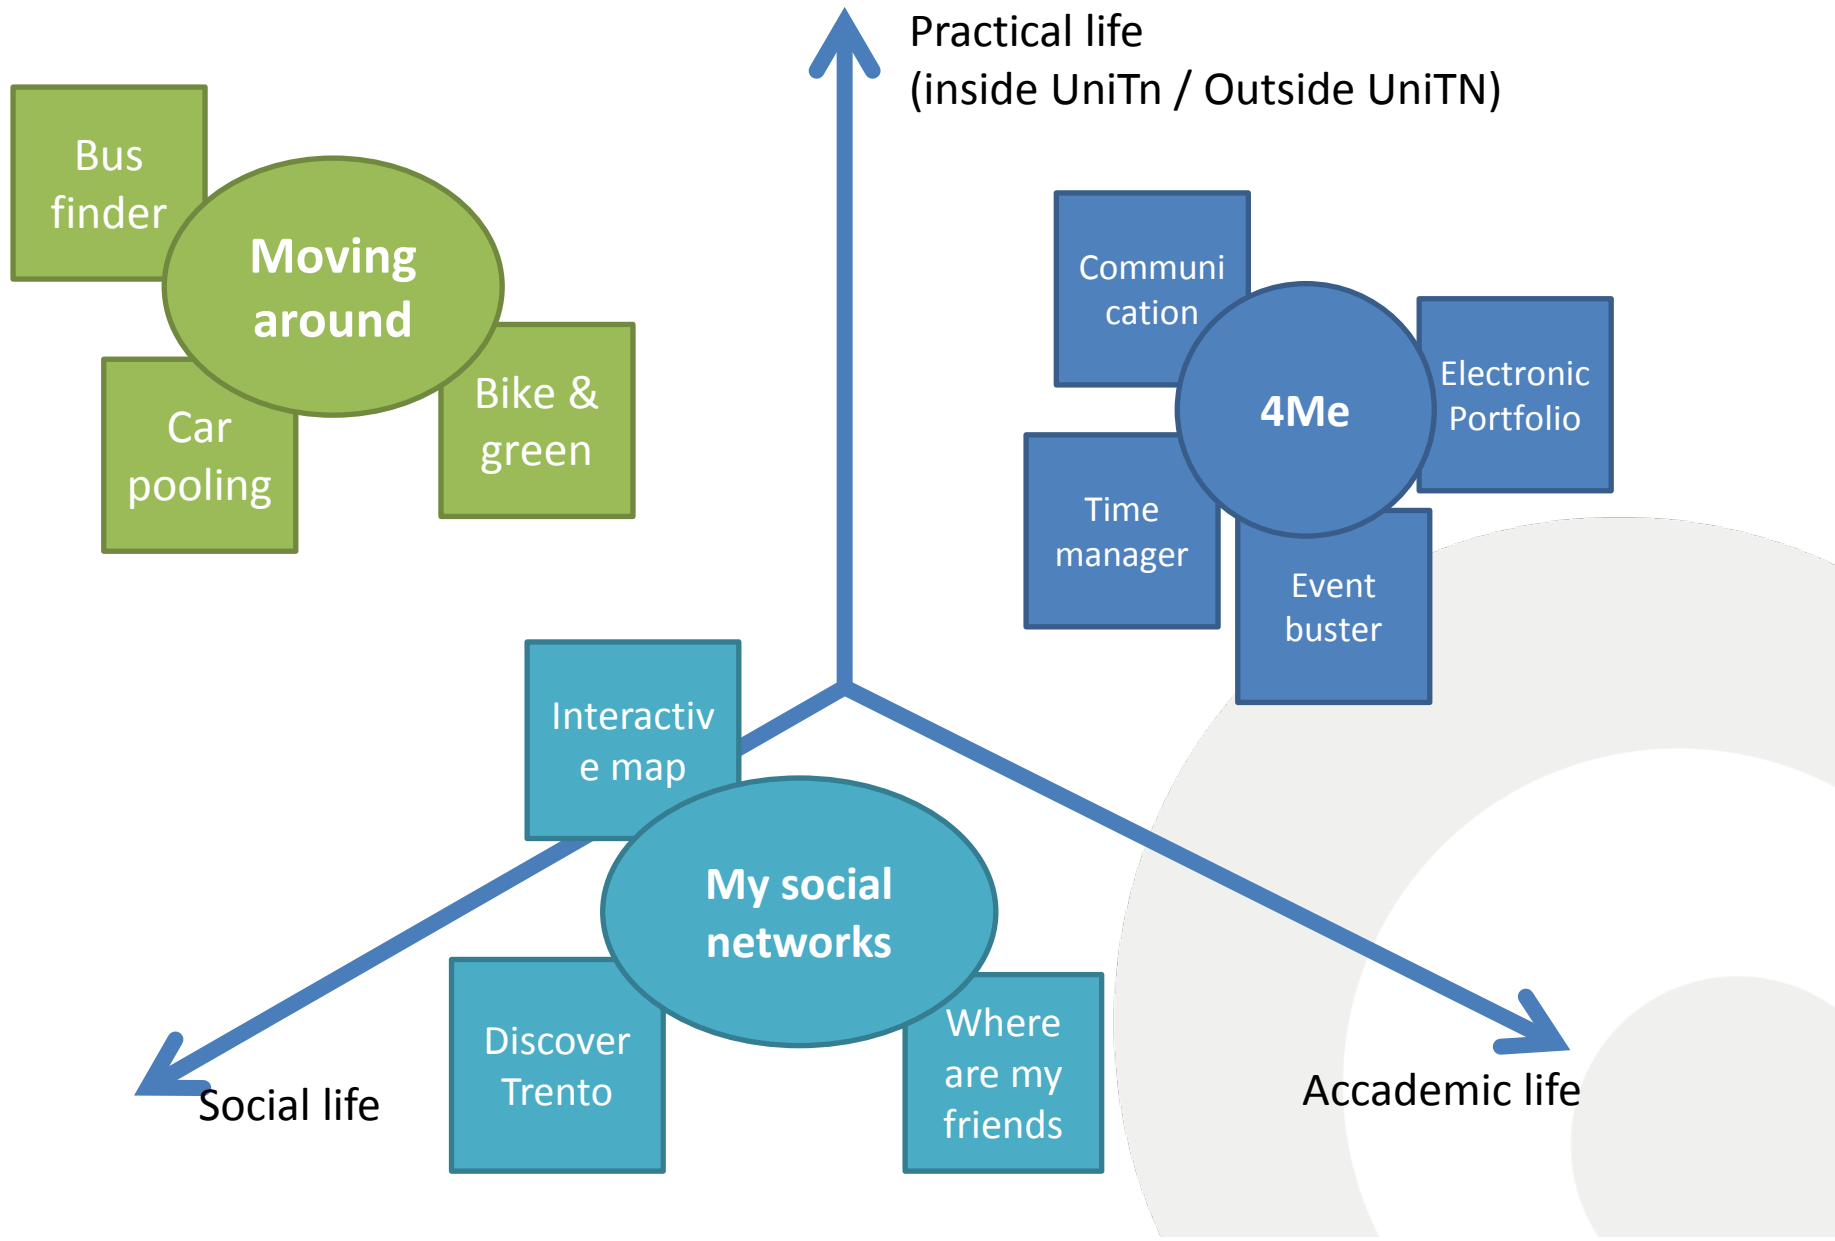 Practical life
(inside UniTn / Outside UniTN)
Bus
finder
Moving
around
Car
pooling
Bike &
green
Communi
cation
4Me
Electronic
Portfolio
Time
manager
Event
buster
Interactiv
e map
My social
networks
Discover
Trento
Where
are my
friends
Social life
Accademic life